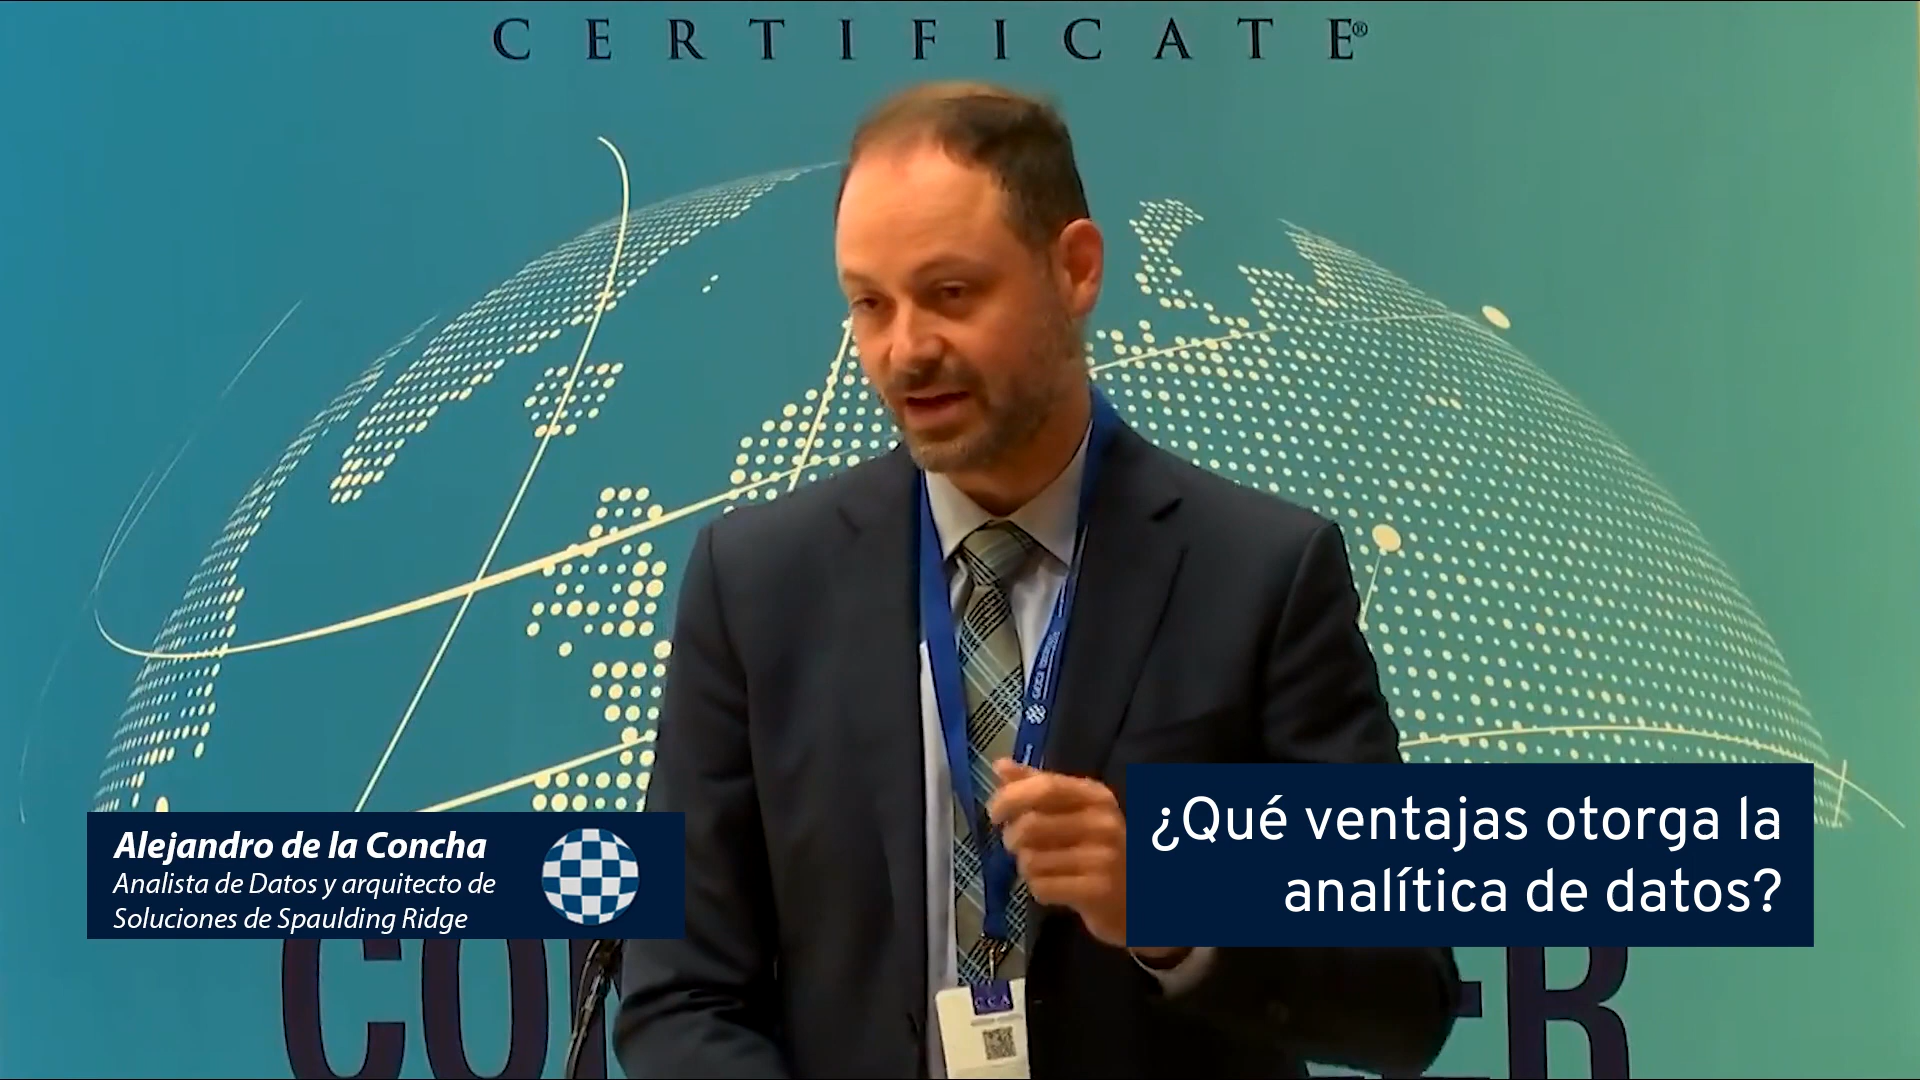 CERTIFICATE®
Alejandro de la Concha
Analista de Datos y arquitecto de
Soluciones de Spaulding Ridge
¿Qué ventajas otorga la
analítica de datos?
CCA